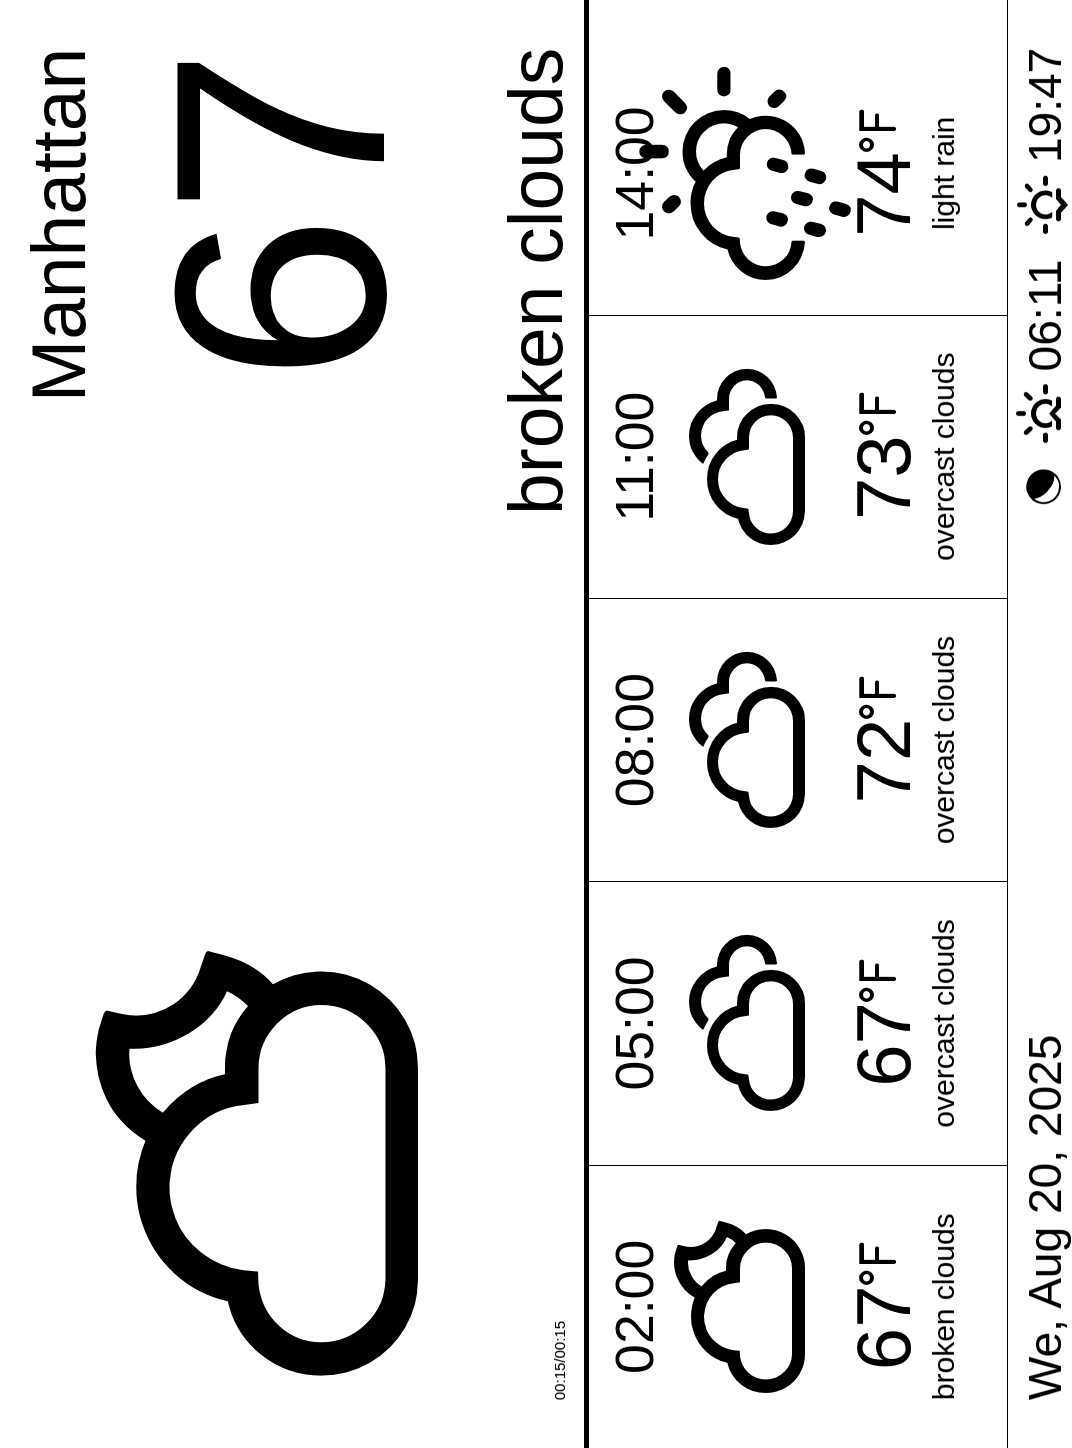 Manhattan
67
broken clouds
00:15/00:15
02:00
05:00
08:00
11:00
14:00
67°F
67°F
72°F
73°F
74°F
broken clouds
overcast clouds
overcast clouds
overcast clouds
light rain
We, Aug 20, 2025
06:11
19:47